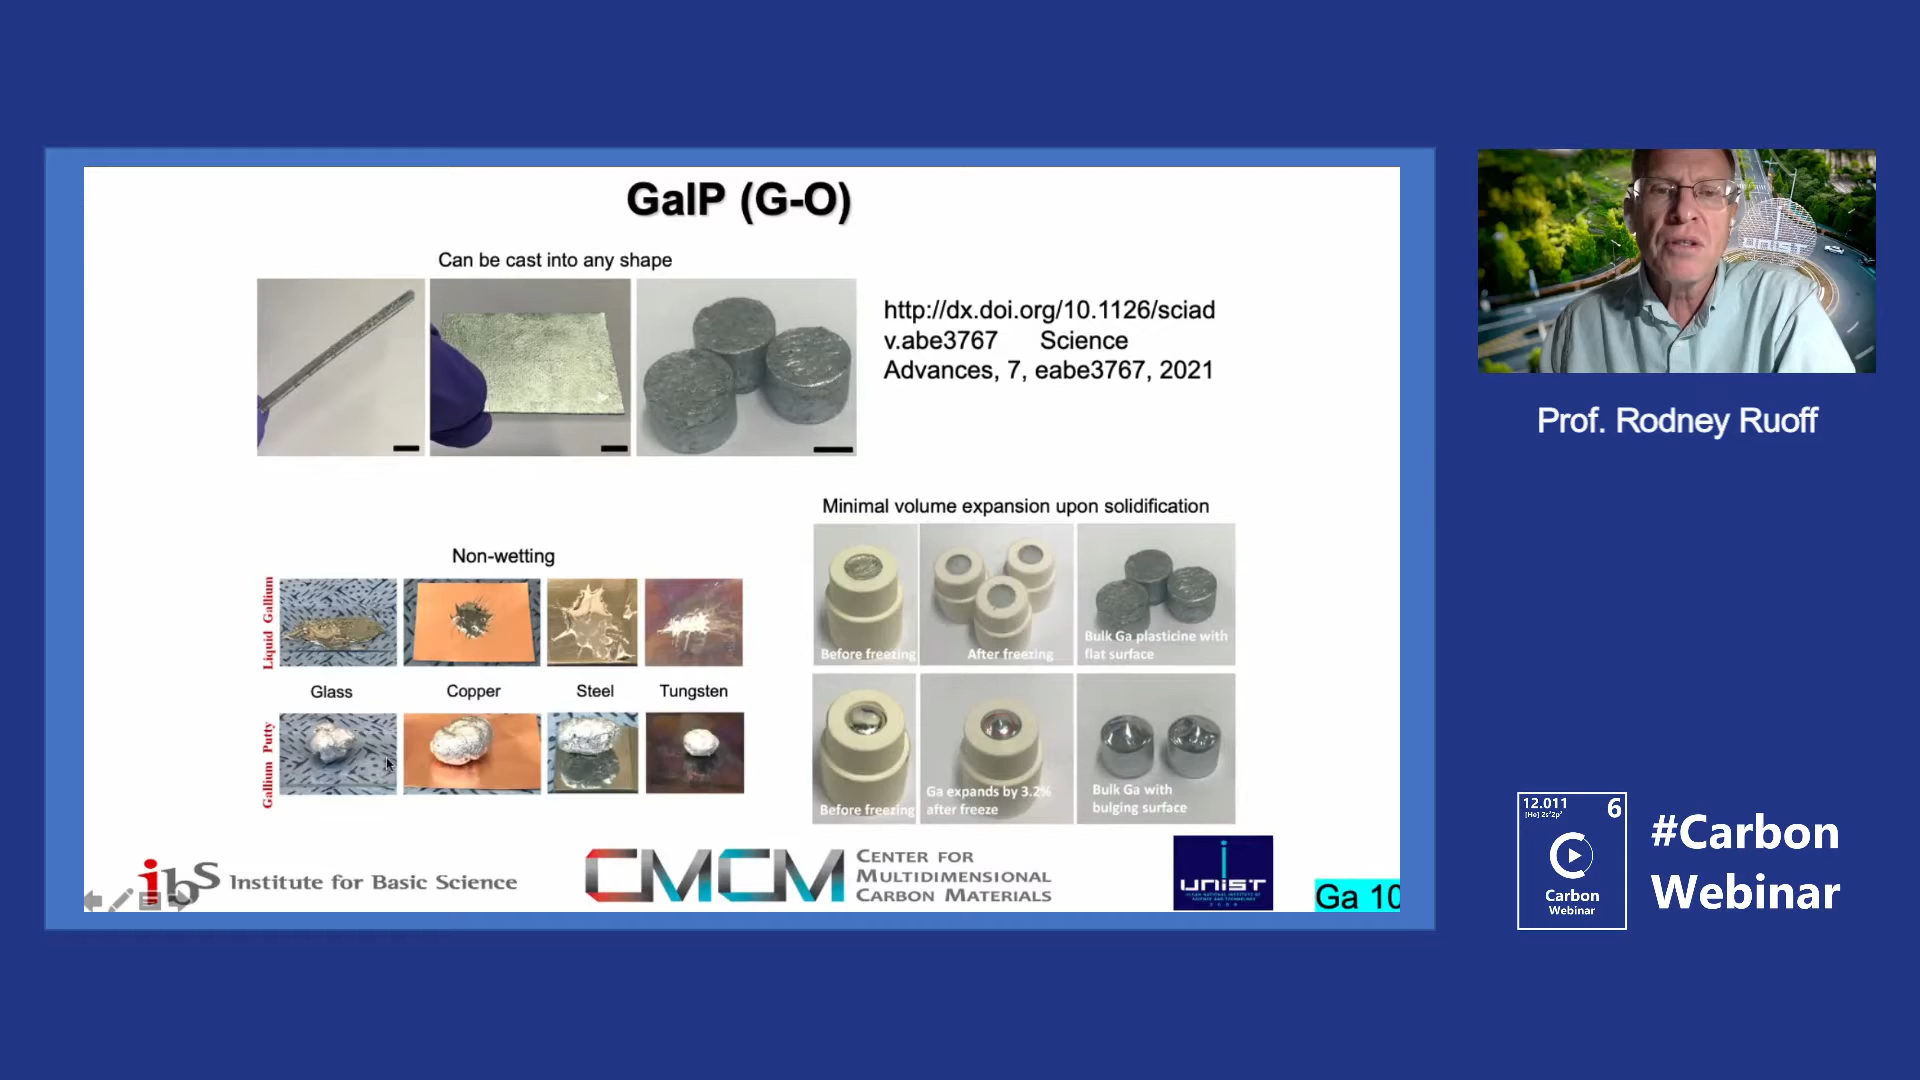 GalP (G-O)
Can be cast into any shape
http://dx.doi.org/10.1126/sciad
v.abe3767 Science
Advances, 7, eabe3767, 2021
Prof. Rodney Ruoff
Minimal volume expansion upon solidification
Before freezing
After freezing
Bulk Ga plasticine with
flat surface
Before freezing
Ga expands by 3.2%
after freeze
Bulk Ga with
bulging surface
Non-wetting
Liquid Gallium
Glass
Copper
Steel
Tungsten
Gallium Putty
ibS Institute for Basic Science
CMCM
CENTER FOR
MULTIDIMENSIONAL
CARBON MATERIALS
UNIST
Ga 10
12.011
6
[He] 2s²2p²
Carbon
Webinar
#Carbon
Webinar